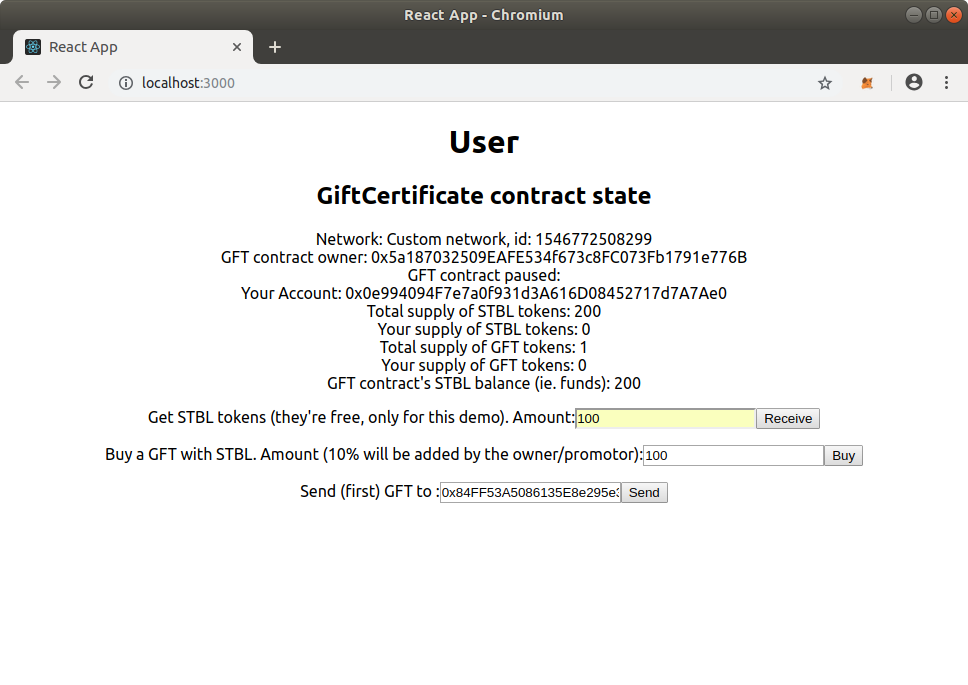 React App - Chromium
React App
localhost:3000
User
GiftCertificate contract state
Network: Custom network, id: 1546772508299
GFT contract owner: 0x5a187032509EAFE534f673c8FC073Fb1791e776B
GFT contract paused:
Your Account: 0x0e994094F7e7a0f931d3A616D08452717d7A7Ae0
Total supply of STBL tokens: 200
Your supply of STBL tokens: 0
Total supply of GFT tokens: 1
Your supply of GFT tokens: 0
GFT contract's STBL balance (ie. funds): 200
Get STBL tokens (they're free, only for this demo). Amount: 100 Receive
Buy a GFT with STBL. Amount (10% will be added by the owner/promotor): 100 Buy
Send (first) GFT to : 0x84FF53A5086135E8e295e3 Send